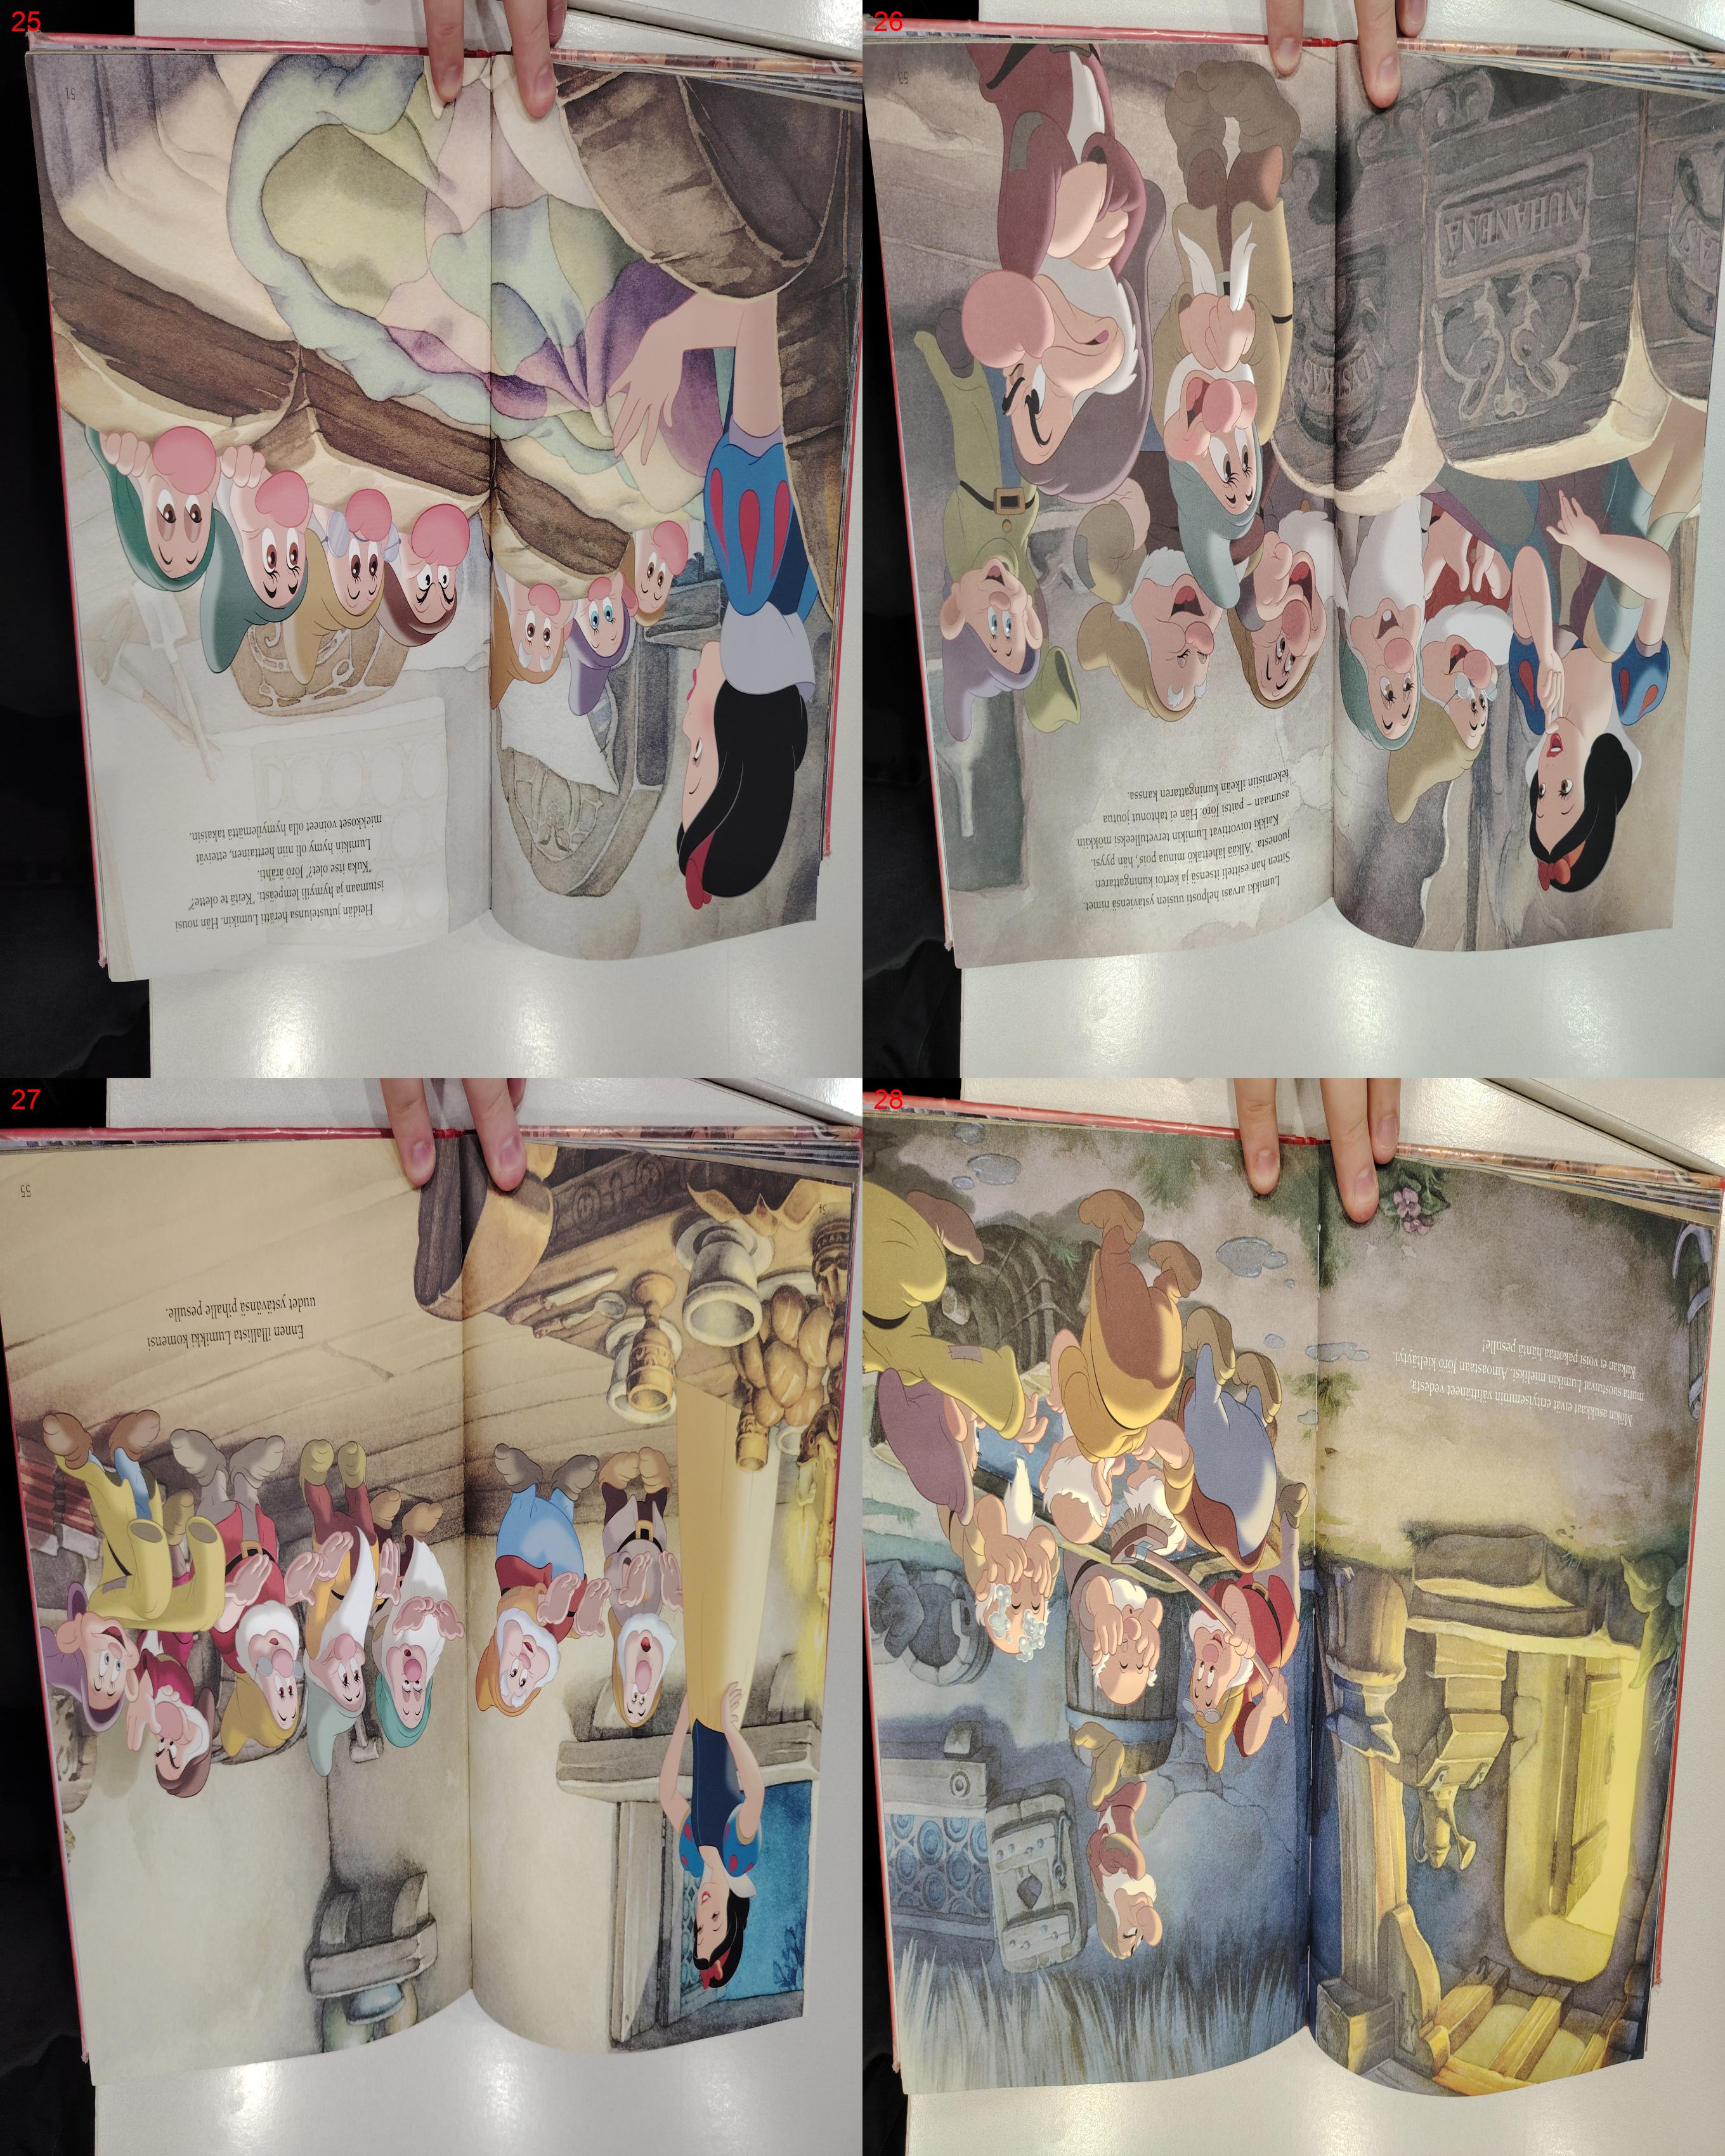 25
Heidän jutustelunsa herätti Lumikin. Hän nousi
istumaan ja hymyili lempeästi. "Keitä te olette?"
"Kuka itse olet?" Jörö ärähti.
Lumikin hymy oli niin herttainen, etteivät
miekkoset voineet olla hymyilemättä takaisin.
51
26
NUHANENÄ
Lumikki arvasi helposti uusien ystäviensä nimet.
Sitten hän esitteli itsensä ja kertoi kuningattaren
juonesta. "Älkää lähettäkö minua pois", hän pyysi.
Kaikki toivottivat Lumikin tervetulleeksi mökkiin
asumaan – paitsi Jörö. Hän ei tahtonut joutua
tekemisiin ilkeän kuningattaren kanssa.
53
27
54
Ennen illallista Lumikki komensi
uudet ystävänsä pihalle pesulle.
55
28
Mökin asukkaat eivät erityisemmin välittäneet vedestä,
mutta suostuivat Lumikin mieliksi. Ainoastaan Jörö kieltäytyi.
Kukaan ei voisi pakottaa häntä pesulle!